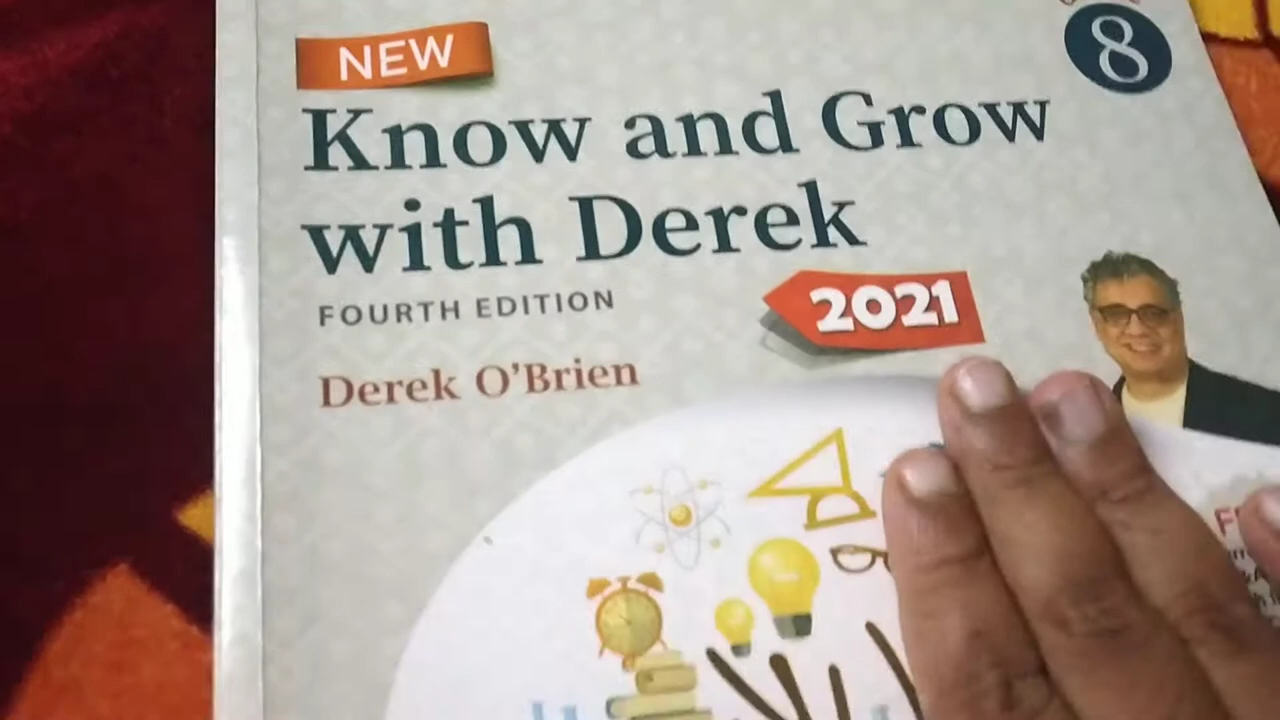 NEW
8
Know and Grow
with Derek
FOURTH EDITION
2021
Derek O'Brien